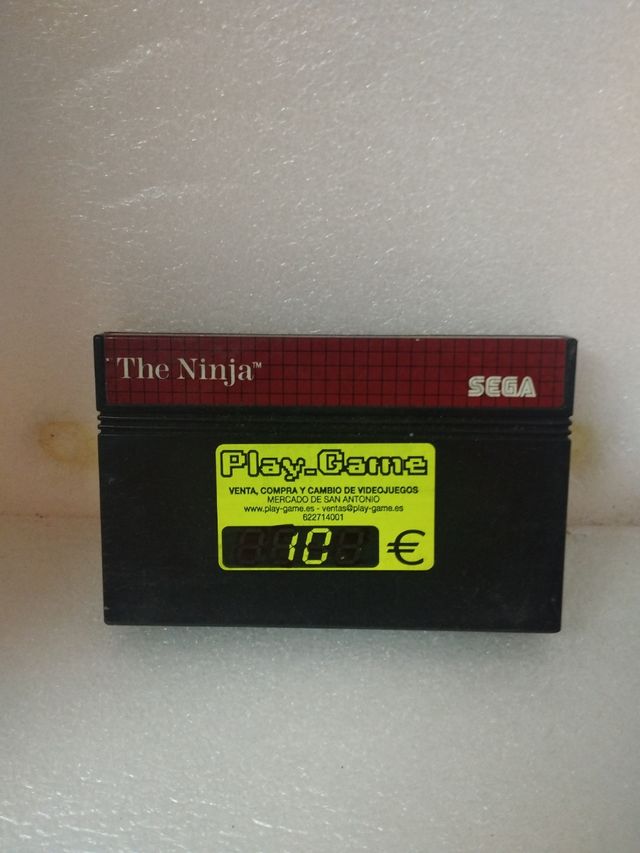 The Ninja™
SEGA
Play-Game
VENTA, COMPRA Y CAMBIO DE VIDEOJUEGOS
MERCADO DE SAN ANTONIO
www.play-game.es - ventas@play-game.es
622714001
10 €